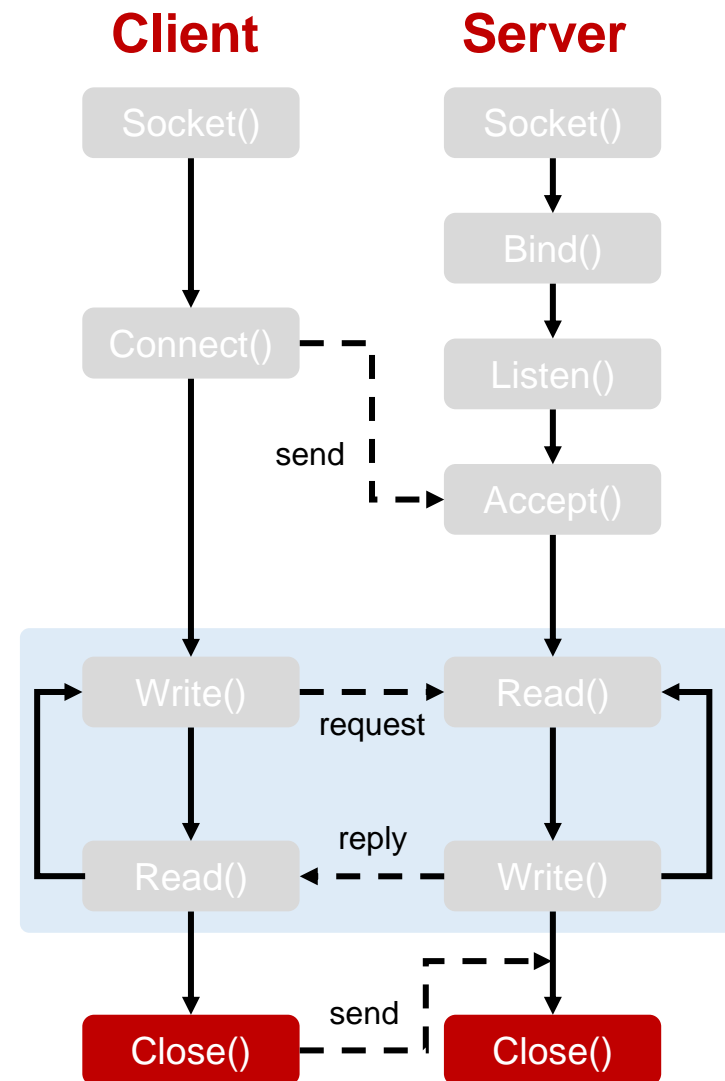 Client
Server
Socket()
Socket()
Bind()
Connect()
Listen()
send
Accept()
Write()
Read()
request
reply
Read()
Write()
send
Close()
Close()